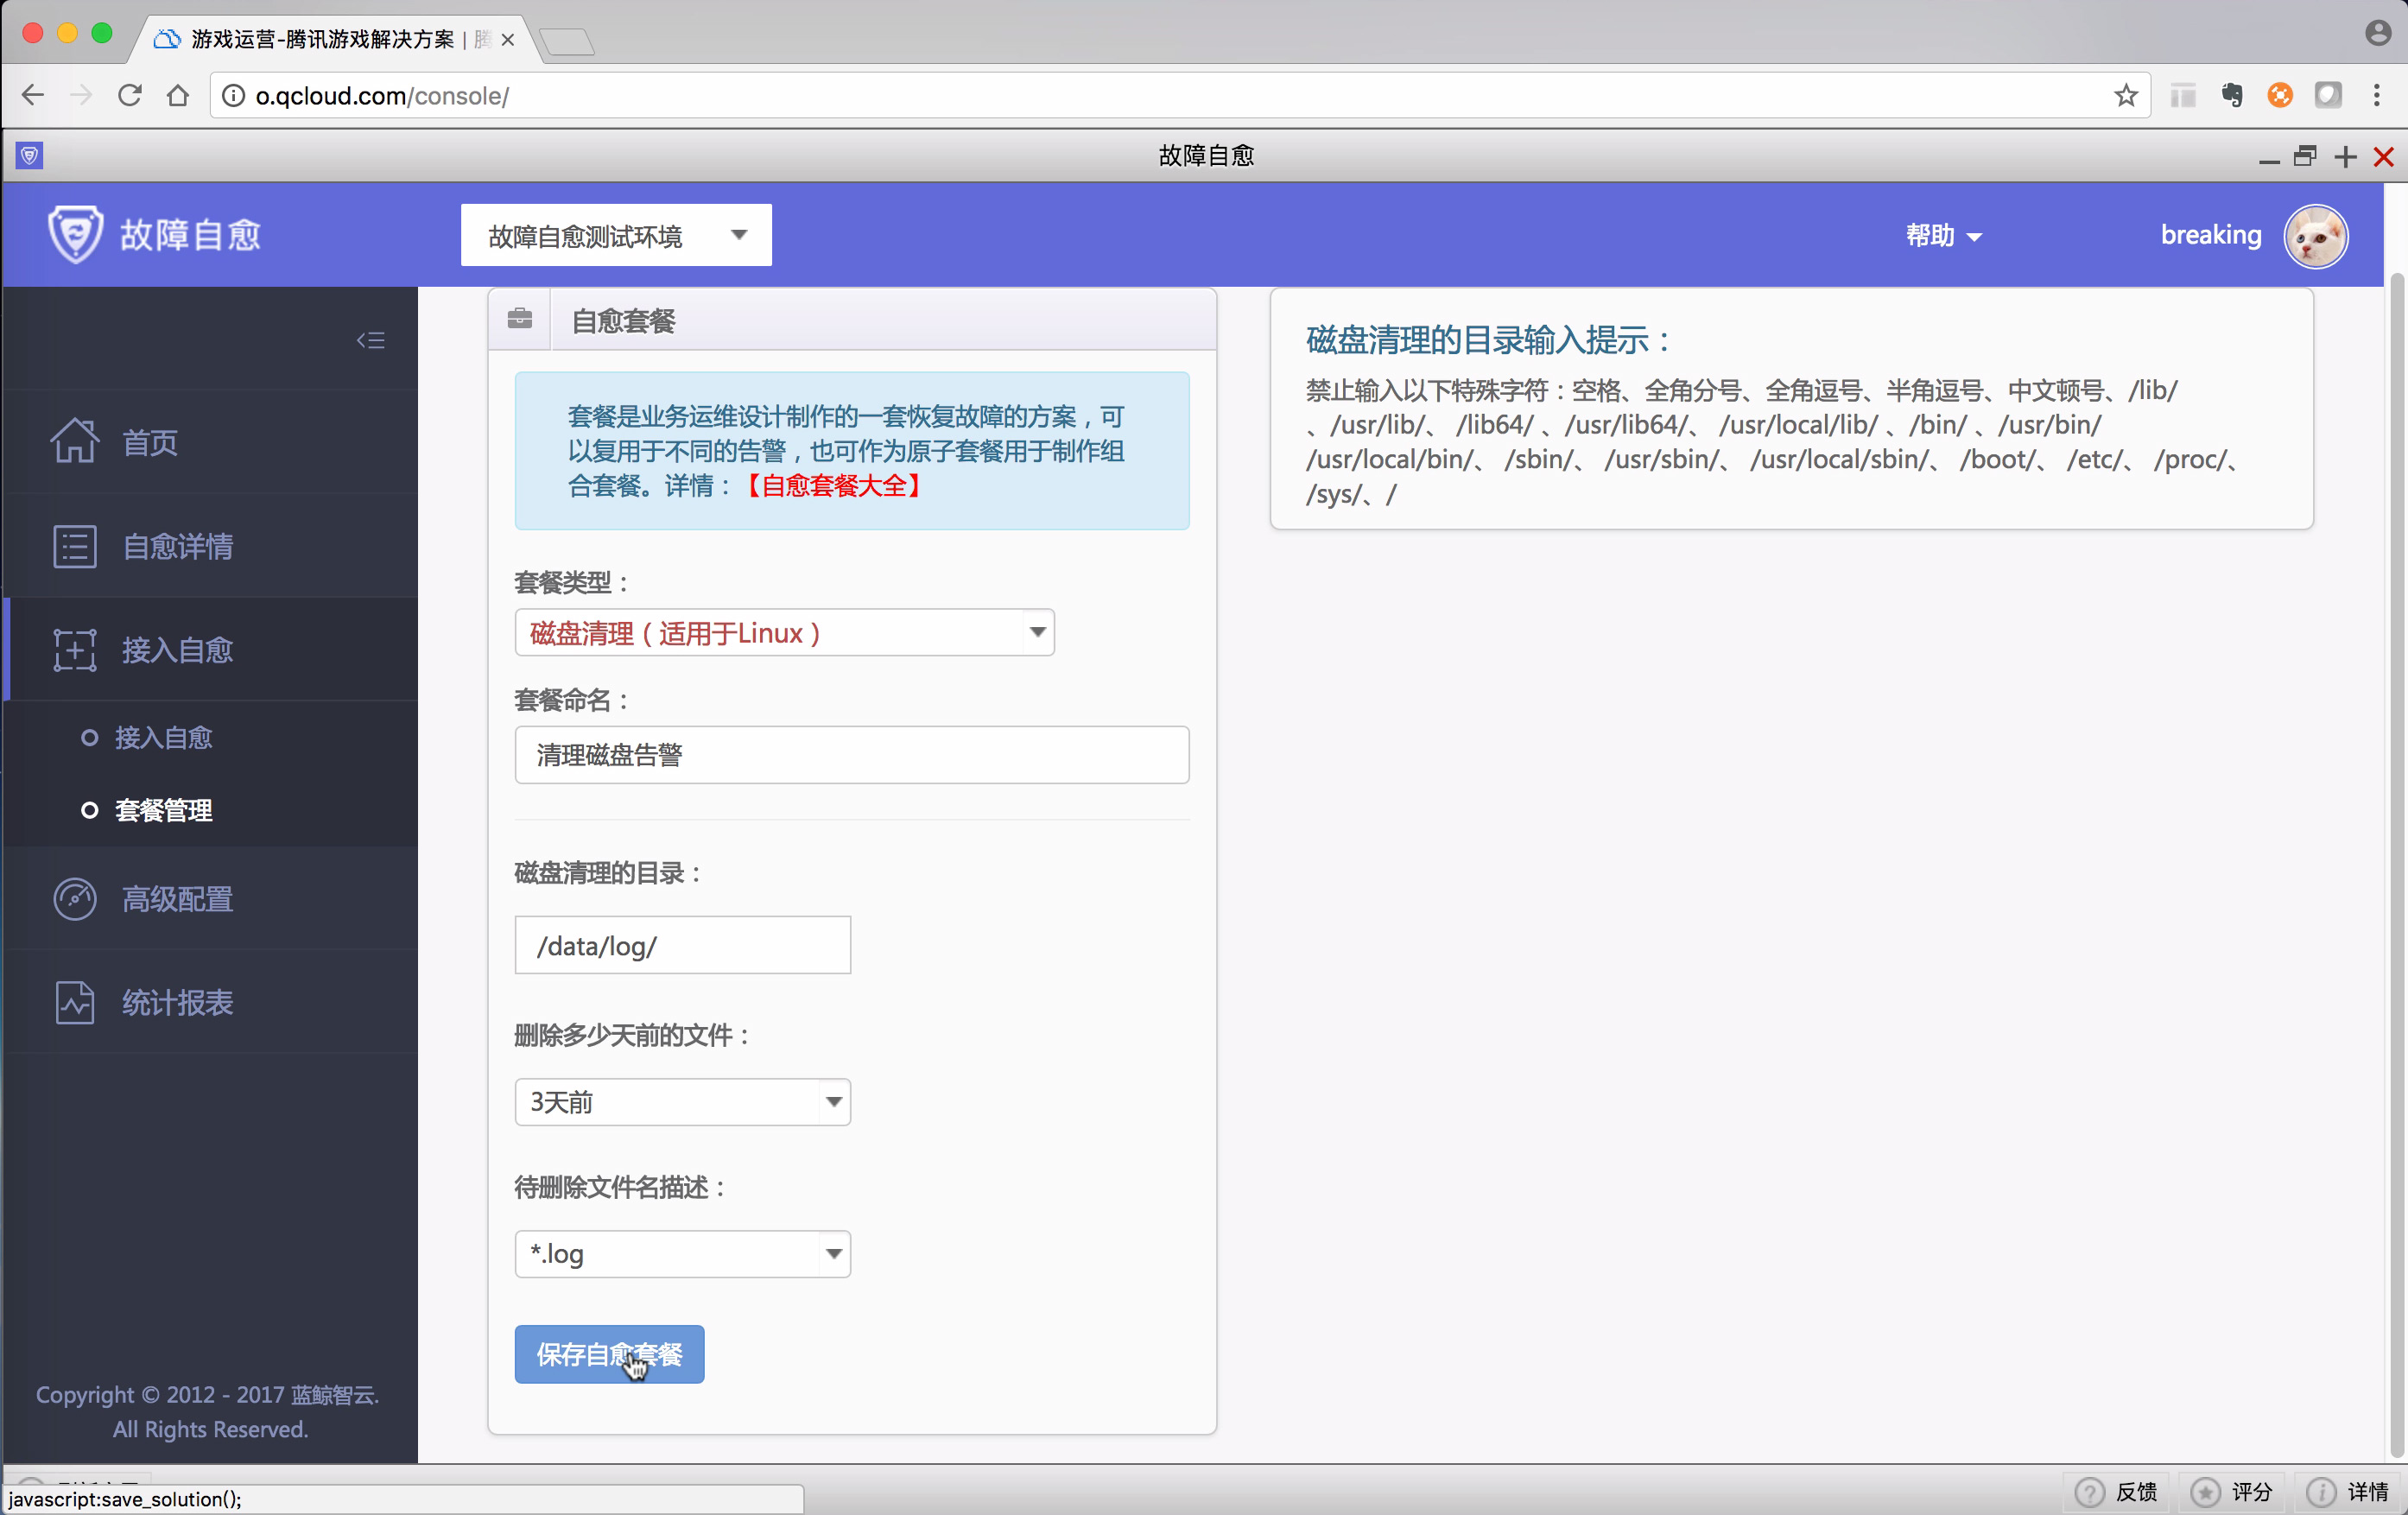 游戏运营-腾讯游戏解决方案 | 腾
o.qcloud.com/console/
故障自愈
故障自愈
故障自愈测试环境
帮助
breaking
首页
自愈详情
接入自愈
接入自愈
套餐管理
高级配置
统计报表
Copyright © 2012 - 2017 蓝鲸智云.
All Rights Reserved.
自愈套餐
套餐是业务运维设计制作的一套恢复故障的方案，可
以复用于不同的告警，也可作为原子套餐用于制作组
合套餐。详情：【自愈套餐大全】
套餐类型：
磁盘清理（适用于Linux）
套餐命名：
清理磁盘告警
磁盘清理的目录：
/data/log/
删除多少天前的文件：
3天前
待删除文件名描述：
*.log
保存自愈套餐
磁盘清理的目录输入提示：
禁止输入以下特殊字符：空格、全角分号、全角逗号、半角逗号、中文顿号、/lib/
、/usr/lib/、 /lib64/ 、/usr/lib64/、 /usr/local/lib/ 、/bin/ 、/usr/bin/
/usr/local/bin/、 /sbin/、 /usr/sbin/、 /usr/local/sbin/、 /boot/、 /etc/、 /proc/、
/sys/、/
javascript:save_solution();
反馈
评分
详情